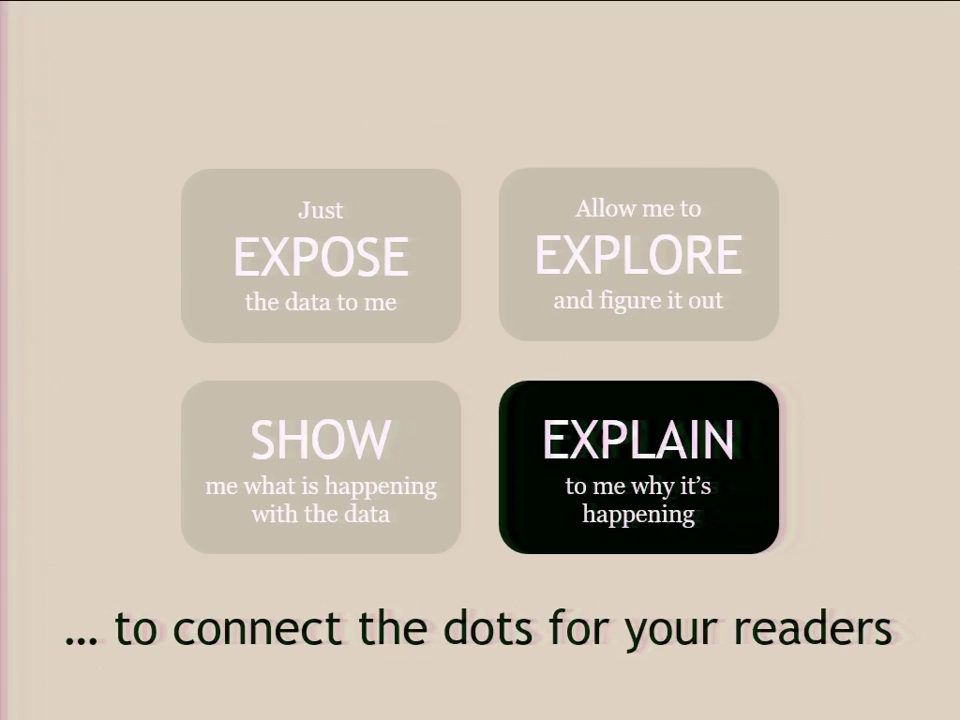 Just
EXPOSE
the data to me
Allow me to
EXPLORE
and figure it out
SHOW
me what is happening
with the data
EXPLAIN
to me why it’s
happening
... to connect the dots for your readers